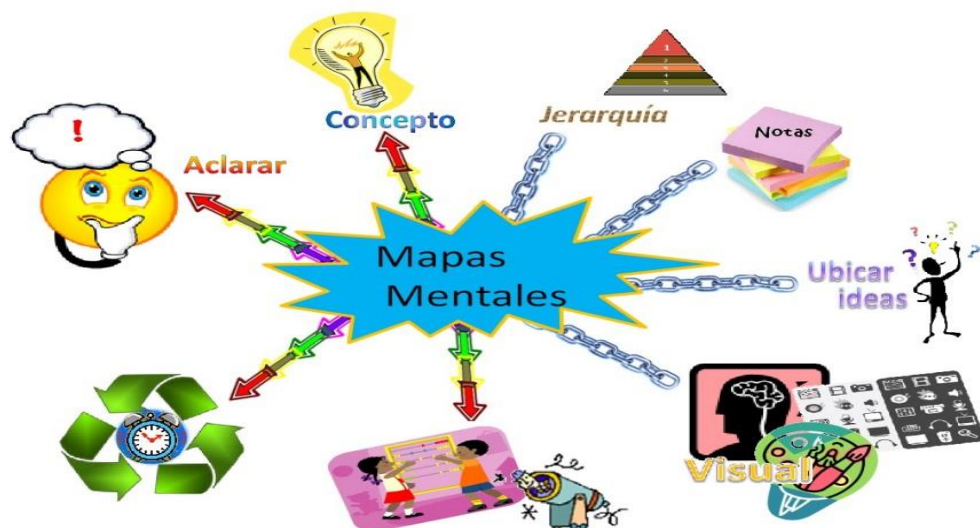 !
Aclarar
Concepto
Jerarquía
1
Notas
Mapas
Mentales
Ubicar
ideas
Visual